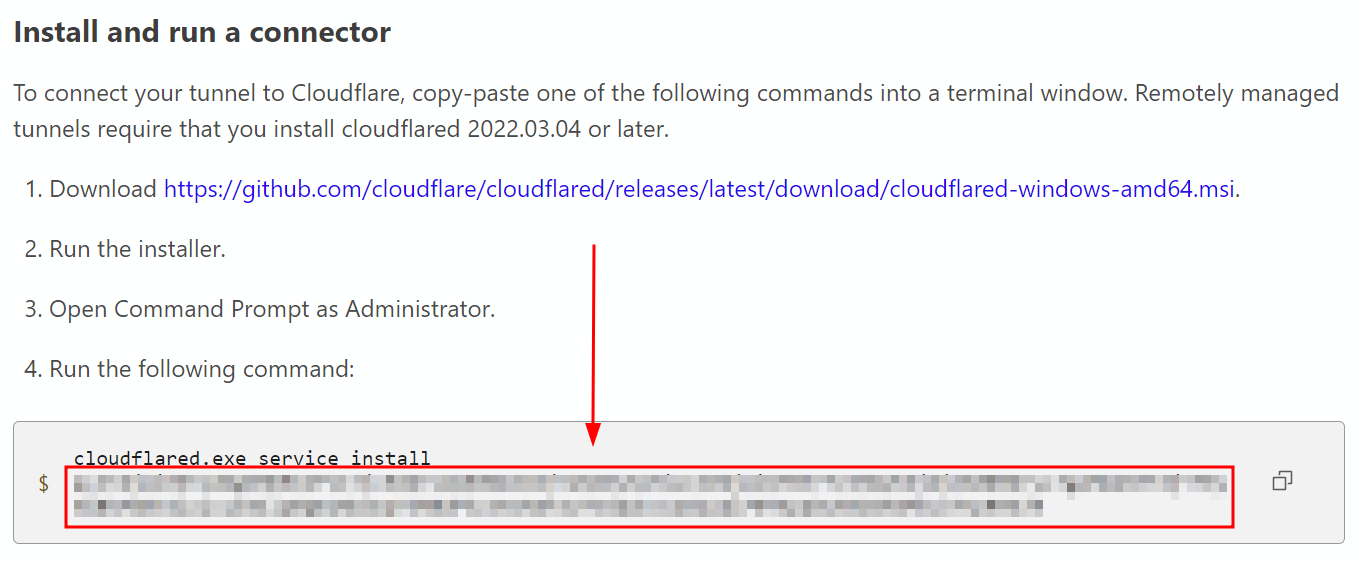 Install and run a connector
To connect your tunnel to Cloudflare, copy-paste one of the following commands into a terminal window. Remotely managed
tunnels require that you install cloudflared 2022.03.04 or later.
1. Download https://github.com/cloudflare/cloudflared/releases/latest/download/cloudflared-windows-amd64.msi.
2. Run the installer.
3. Open Command Prompt as Administrator.
4. Run the following command:
cloudflared.exe service install
$